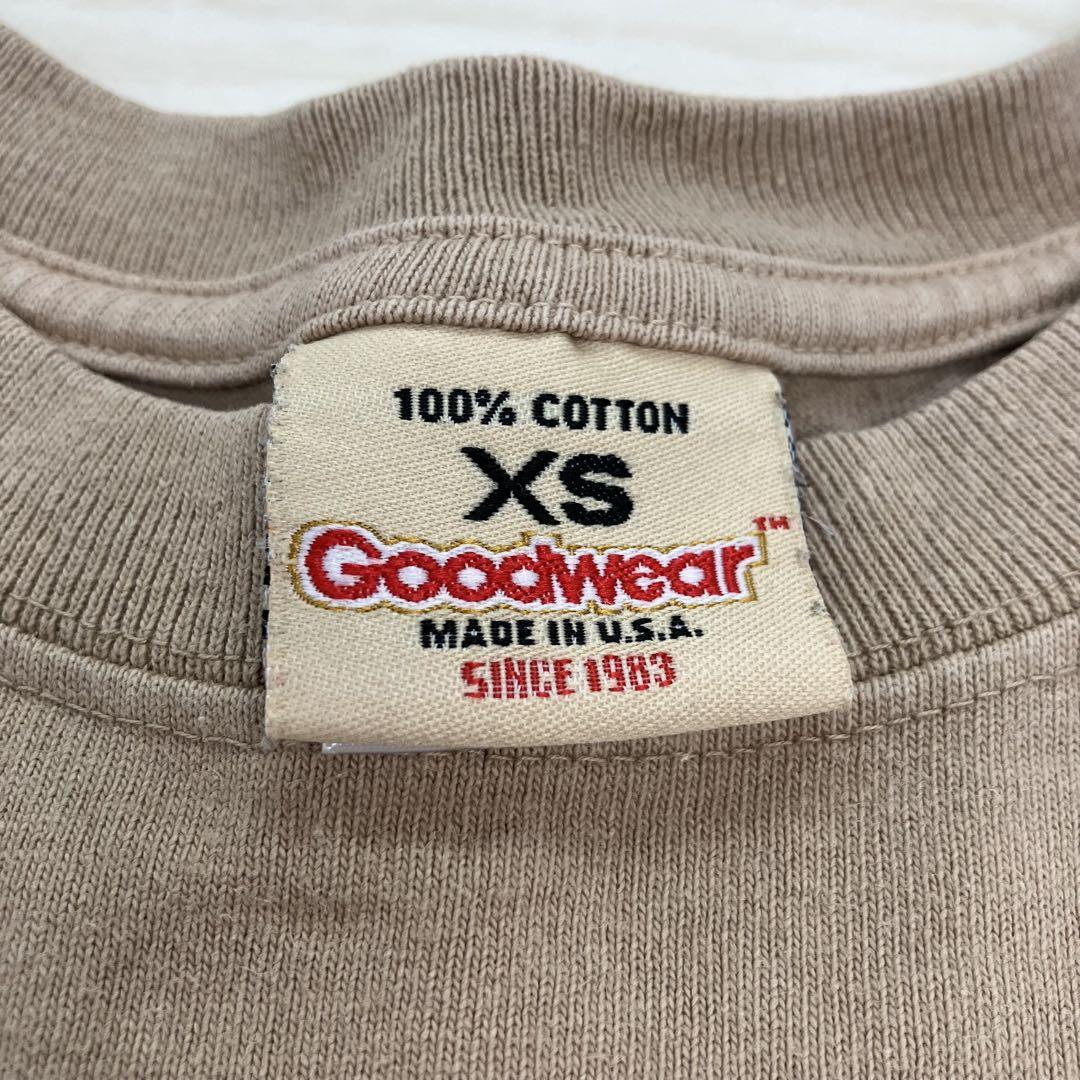 100% COTTON
XS
Goodwear™
MADE IN U.S.A.
SINCE 1983